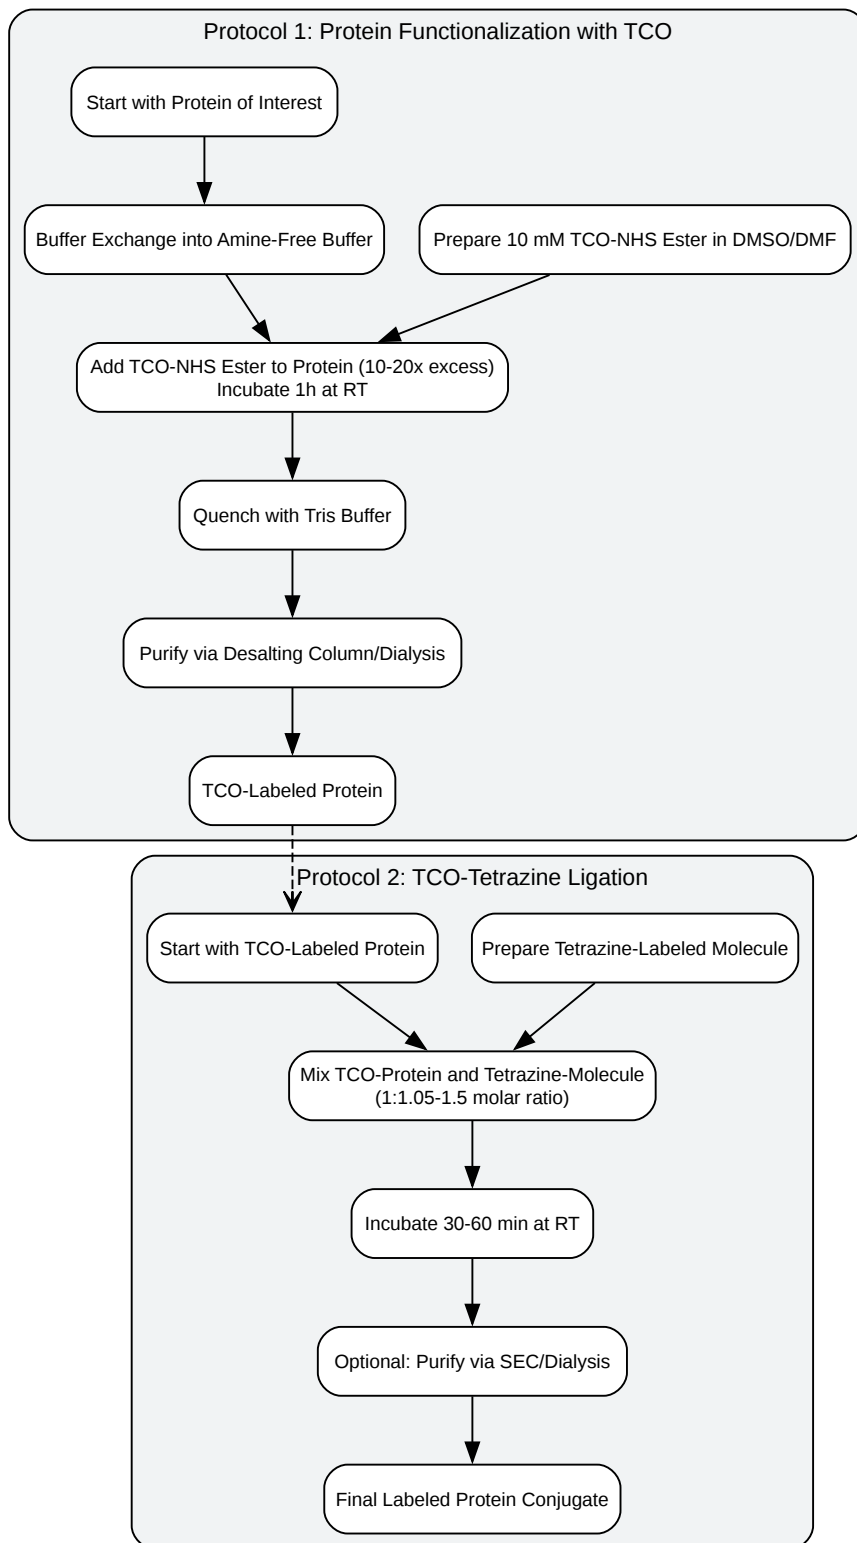 Protocol 1: Protein Functionalization with TCO
Start with Protein of Interest
Buffer Exchange into Amine-Free Buffer
Prepare 10 mM TCO-NHS Ester in DMSO/DMF
Add TCO-NHS Ester to Protein (10-20x excess)
Incubate 1h at RT
Quench with Tris Buffer
Purify via Desalting Column/Dialysis
TCO-Labeled Protein
Protocol 2: TCO-Tetrazine Ligation
Start with TCO-Labeled Protein
Prepare Tetrazine-Labeled Molecule
Mix TCO-Protein and Tetrazine-Molecule
(1:1.05-1.5 molar ratio)
Incubate 30-60 min at RT
Optional: Purify via SEC/Dialysis
Final Labeled Protein Conjugate